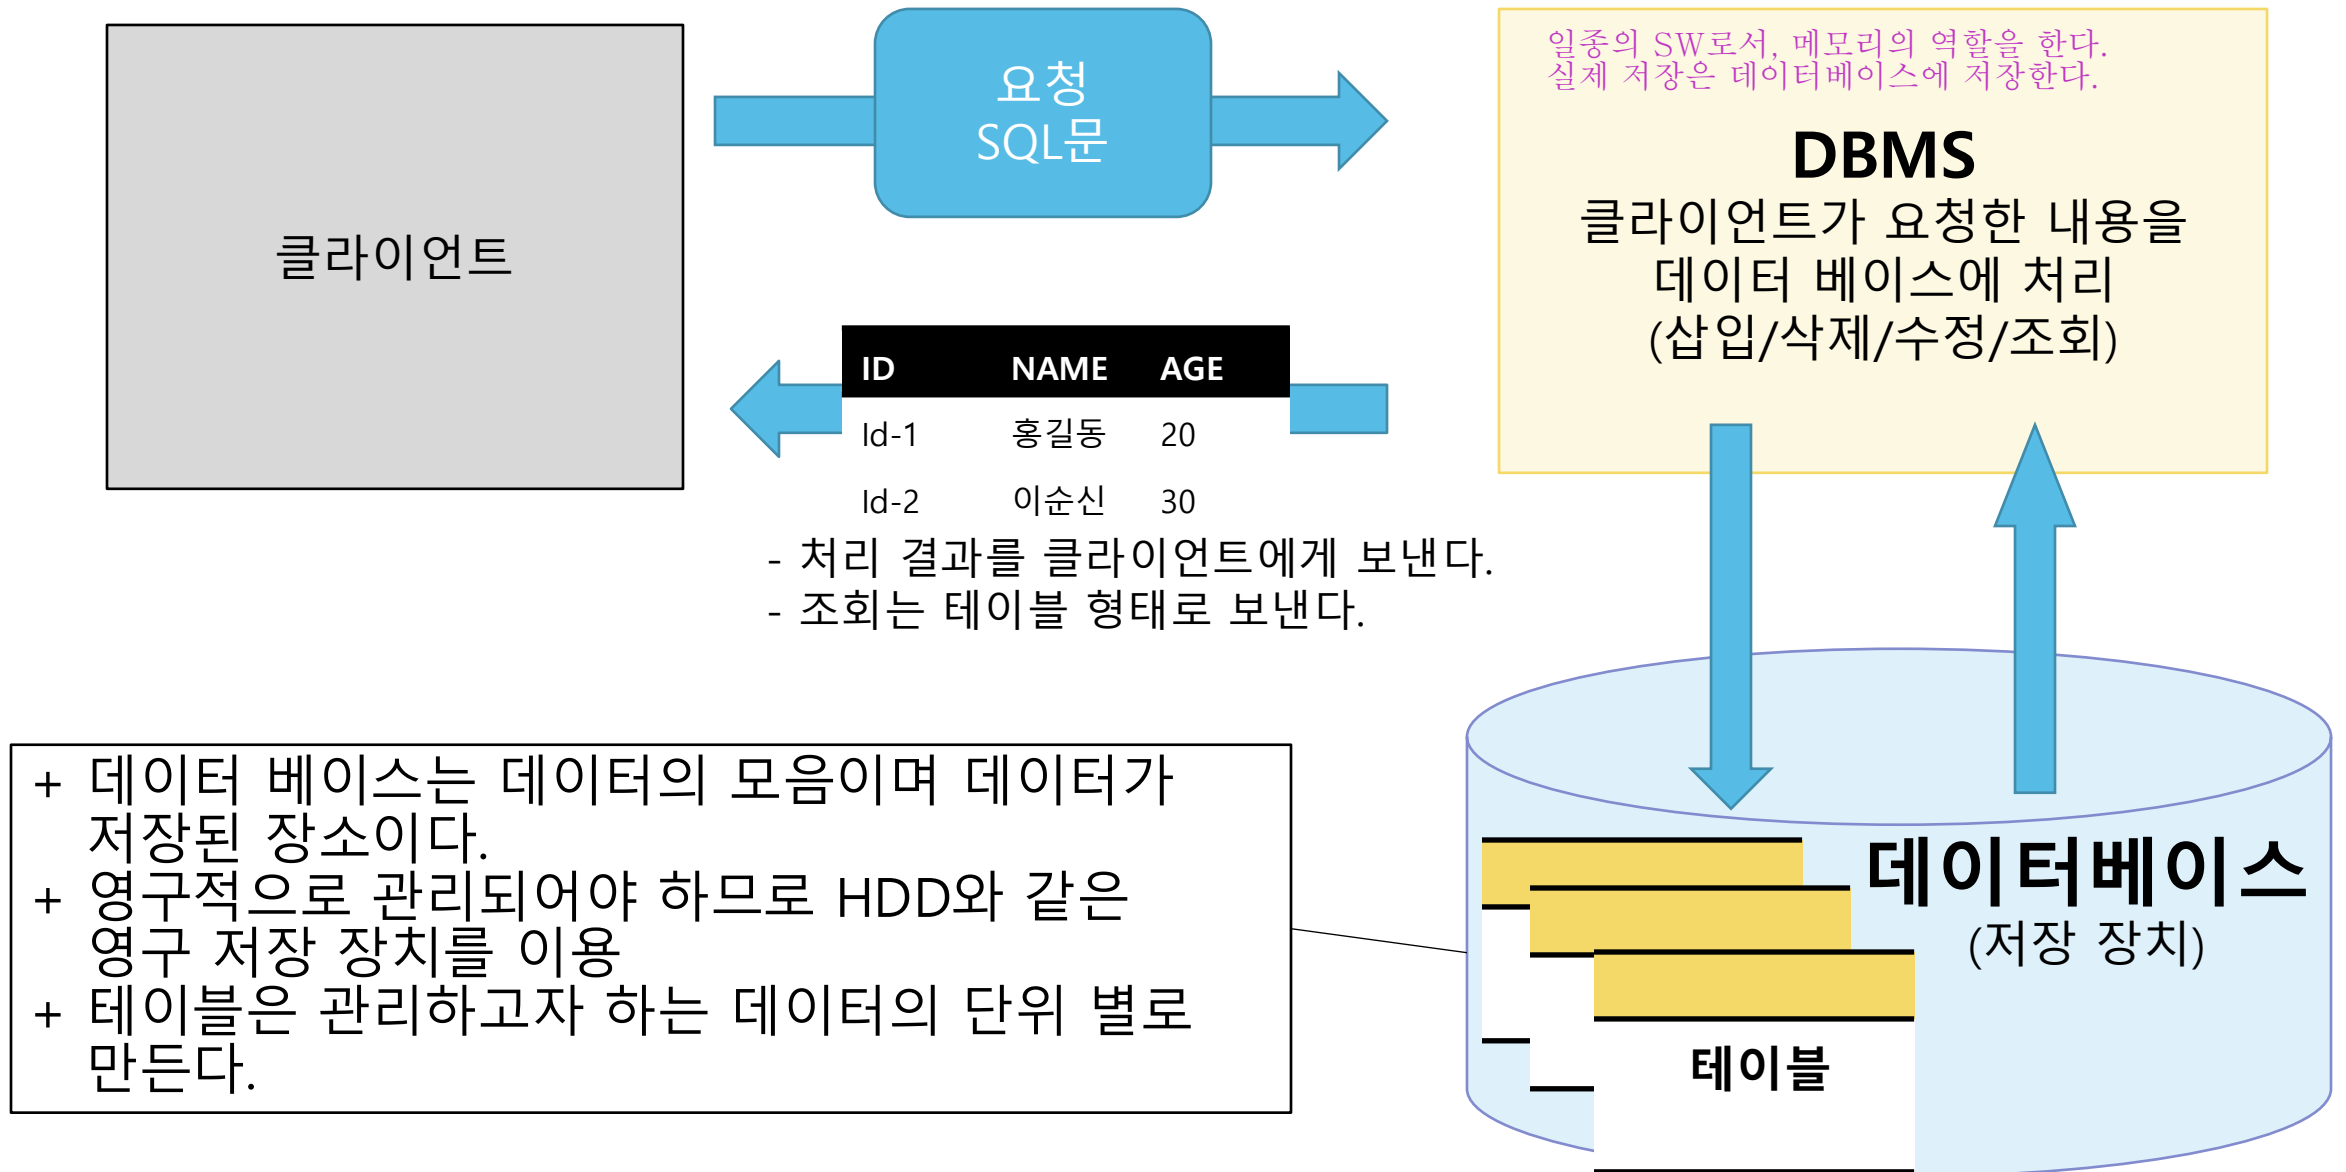 클라이언트
요청
SQL문
일종의 SW로서, 메모리의 역할을 한다.
실제 저장은 데이터베이스에 저장한다.
DBMS
클라이언트가 요청한 내용을
데이터 베이스에 처리
(삽입/삭제/수정/조회)
ID NAME AGE
Id-1 홍길동 20
Id-2 이순신 30
- 처리 결과를 클라이언트에게 보낸다.
- 조회는 테이블 형태로 보낸다.
+ 데이터 베이스는 데이터의 모음이며 데이터가
저장된 장소이다.
+ 영구적으로 관리되어야 하므로 HDD와 같은
영구 저장 장치를 이용
+ 테이블은 관리하고자 하는 데이터의 단위 별로
만든다.
데이터베이스
(저장 장치)
테이블